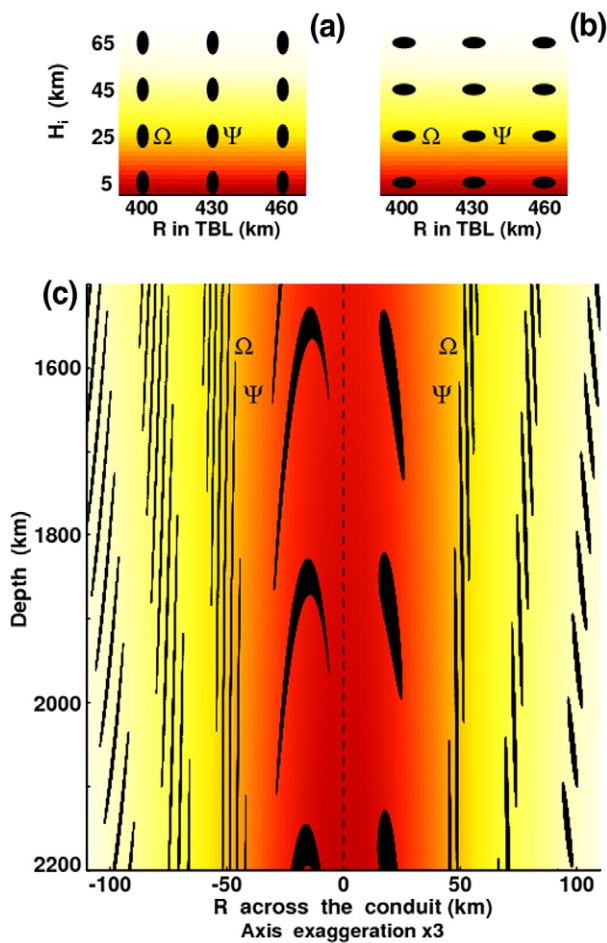 (a)
(b)
H_i (km)
65
45
25
5
Ω Ψ
Ω Ψ
400 430 460
R in TBL (km)
400 430 460
R in TBL (km)
(c)
Ω Ω
Ψ Ψ
Depth (km)
1600
1800
2000
2200
-100 -50 0 50 100
R across the conduit (km)
Axis exaggeration x3